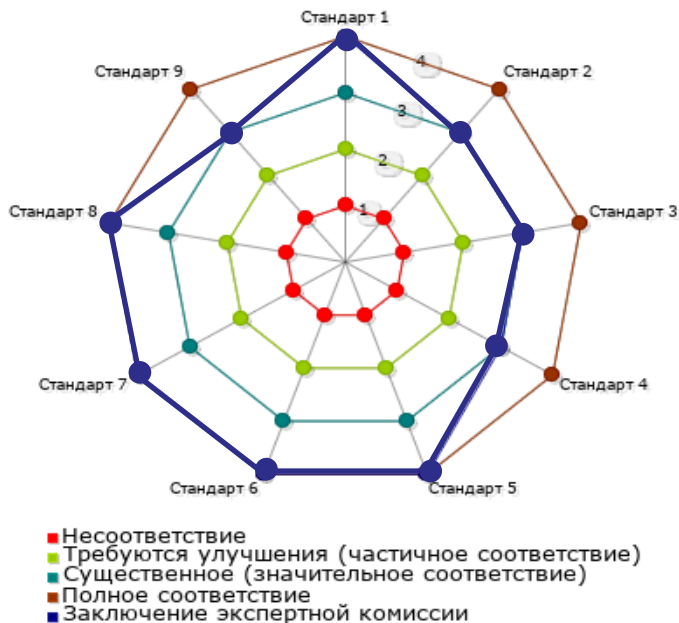 Стандарт 1
Стандарт 9
4
Стандарт 2
3
2
Стандарт 8
1
Стандарт 3
Стандарт 7
Стандарт 4
Стандарт 6
Стандарт 5
Несоответствие
Требуются улучшения (частичное соответствие)
Существенное (значительное соответствие)
Полное соответствие
Заключение экспертной комиссии